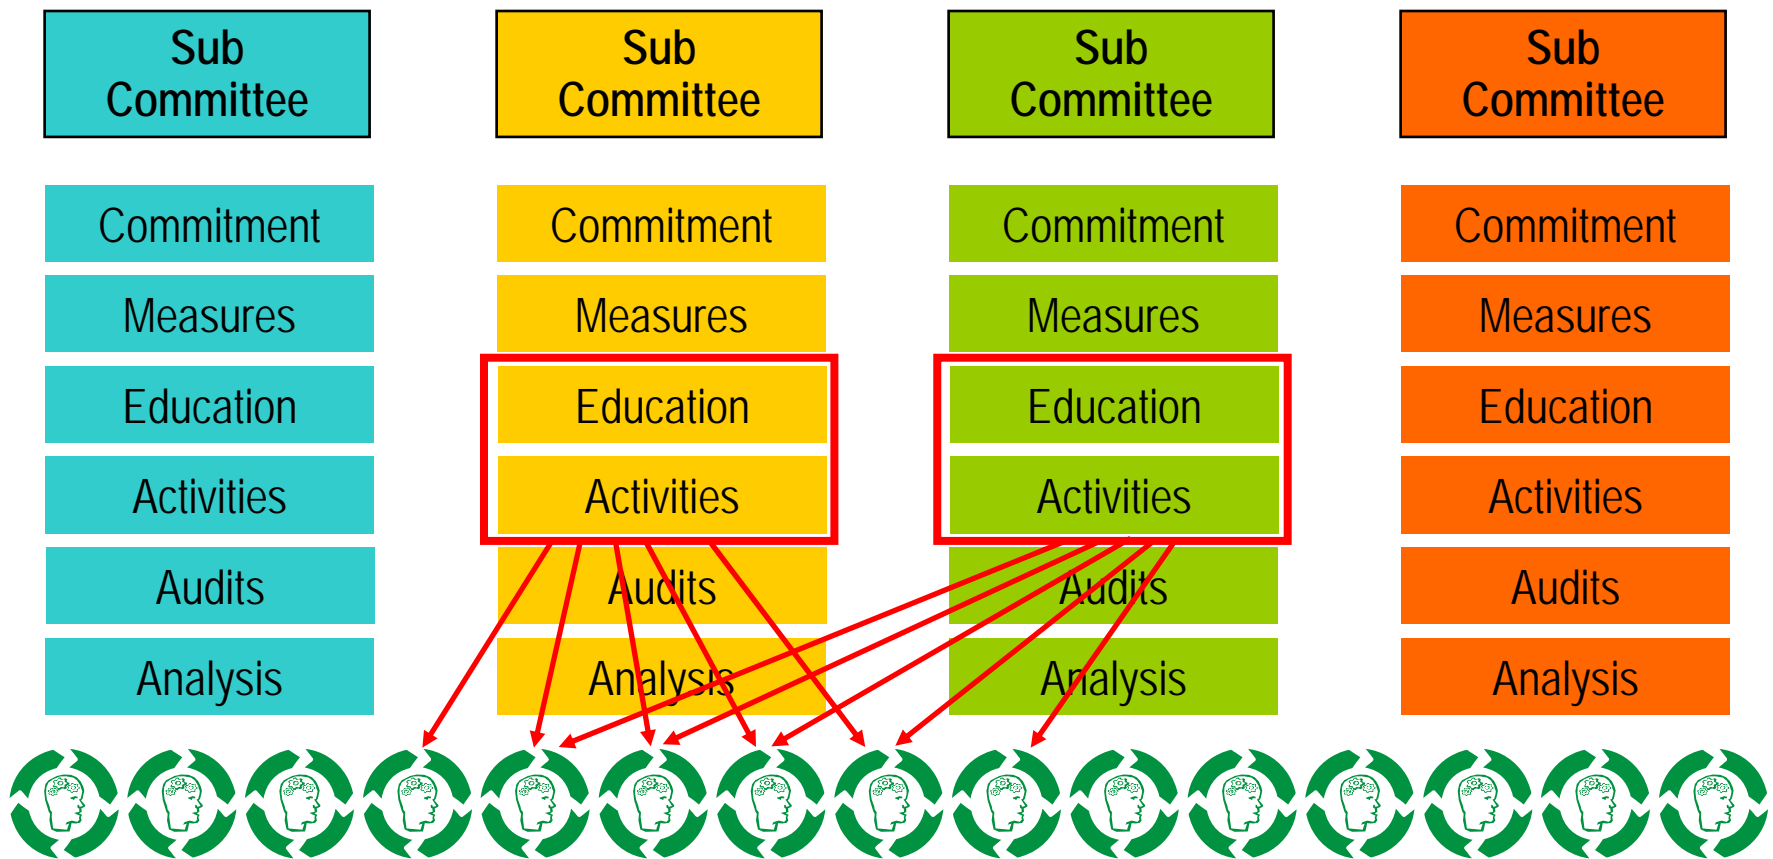 Sub
Committee
Sub
Committee
Sub
Committee
Sub
Committee
Commitment
Commitment
Commitment
Commitment
Measures
Measures
Measures
Measures
Education
Education
Education
Education
Activities
Activities
Activities
Activities
Audits
Audits
Audits
Audits
Analysis
Analysis
Analysis
Analysis